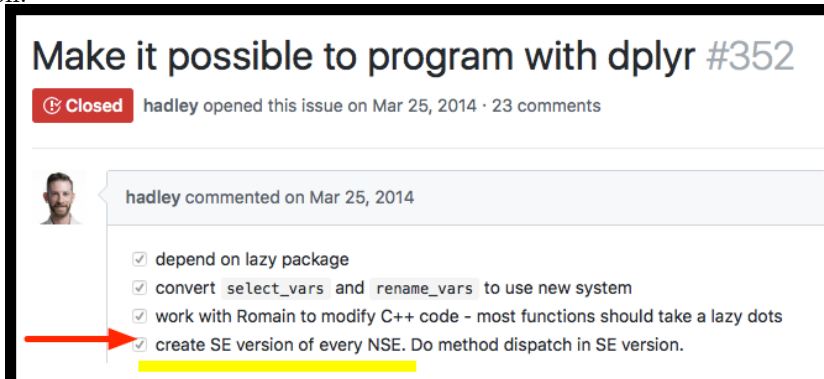 Make it possible to program with dplyr #352
Closed hadley opened this issue on Mar 25, 2014 · 23 comments
hadley commented on Mar 25, 2014
depend on lazy package
convert select_vars and rename_vars to use new system
work with Romain to modify C++ code - most functions should take a lazy dots
create SE version of every NSE. Do method dispatch in SE version.